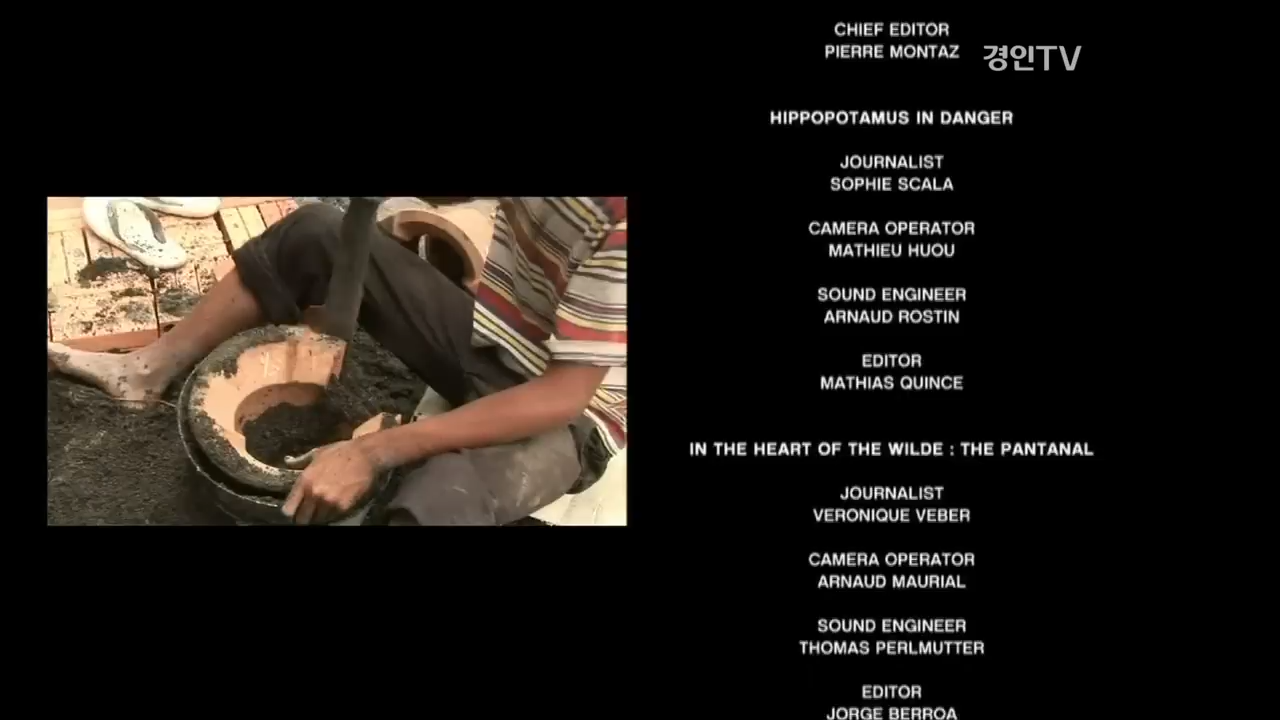 CHIEF EDITOR
PIERRE MONTAZ
경인TV
HIPPOPOTAMUS IN DANGER
JOURNALIST
SOPHIE SCALA
CAMERA OPERATOR
MATHIEU HUOU
SOUND ENGINEER
ARNAUD ROSTIN
EDITOR
MATHIAS QUINCE
IN THE HEART OF THE WILDE : THE PANTANAL
JOURNALIST
VERONIQUE VEBER
CAMERA OPERATOR
ARNAUD MAURIAL
SOUND ENGINEER
THOMAS PERLMUTTER
EDITOR
JORGE BERROA